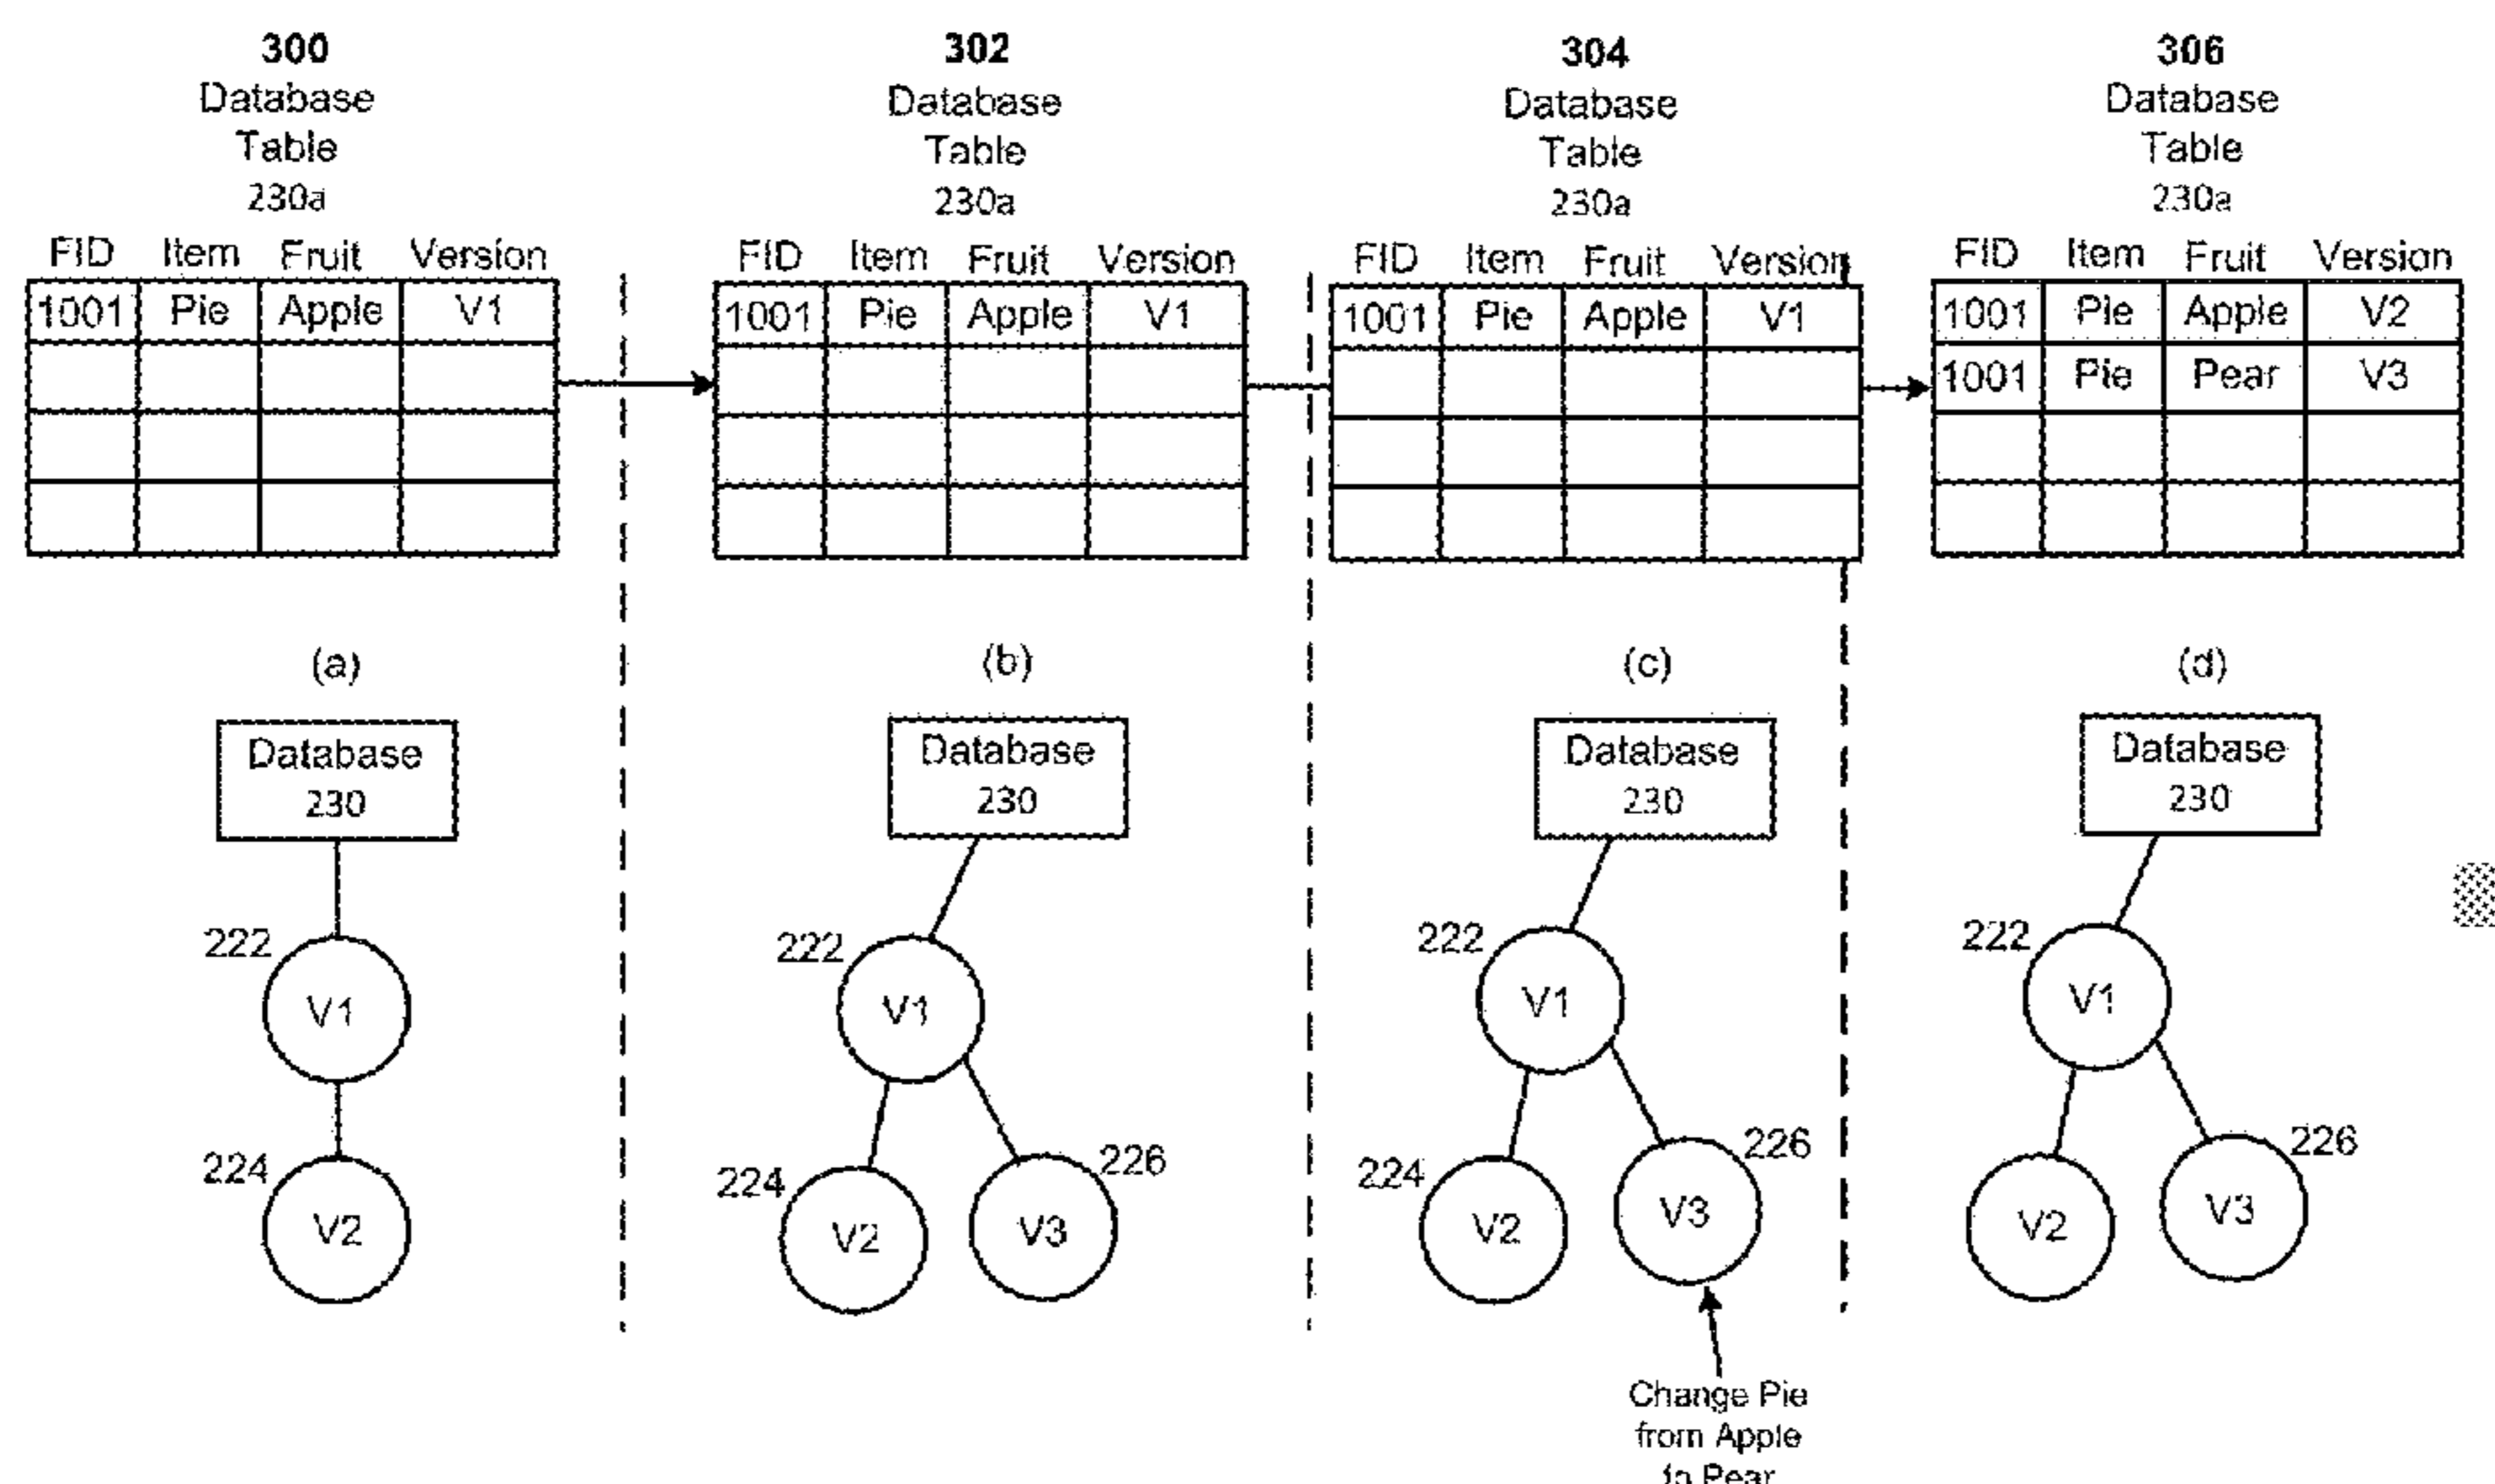 300
Database
Table
230a
FID Item Fruit Version
1001 Pie Apple V1
302
Database
Table
230a
FID Item Fruit Version
1001 Pie Apple V1
304
Database
Table
230a
FID Item Fruit Version
1001 Pie Apple V1
306
Database
Table
230a
FID Item Fruit Version
1001 Pie Apple V2
1001 Pie Pear V3
(a)
Database
230
222
V1
224
V2
(b)
Database
230
222
V1
224
V2
226
V3
(c)
Database
230
222
V1
224
V2
226
V3
Change Pie
from Apple
to Pear
(d)
Database
230
222
V1
V2
226
V3